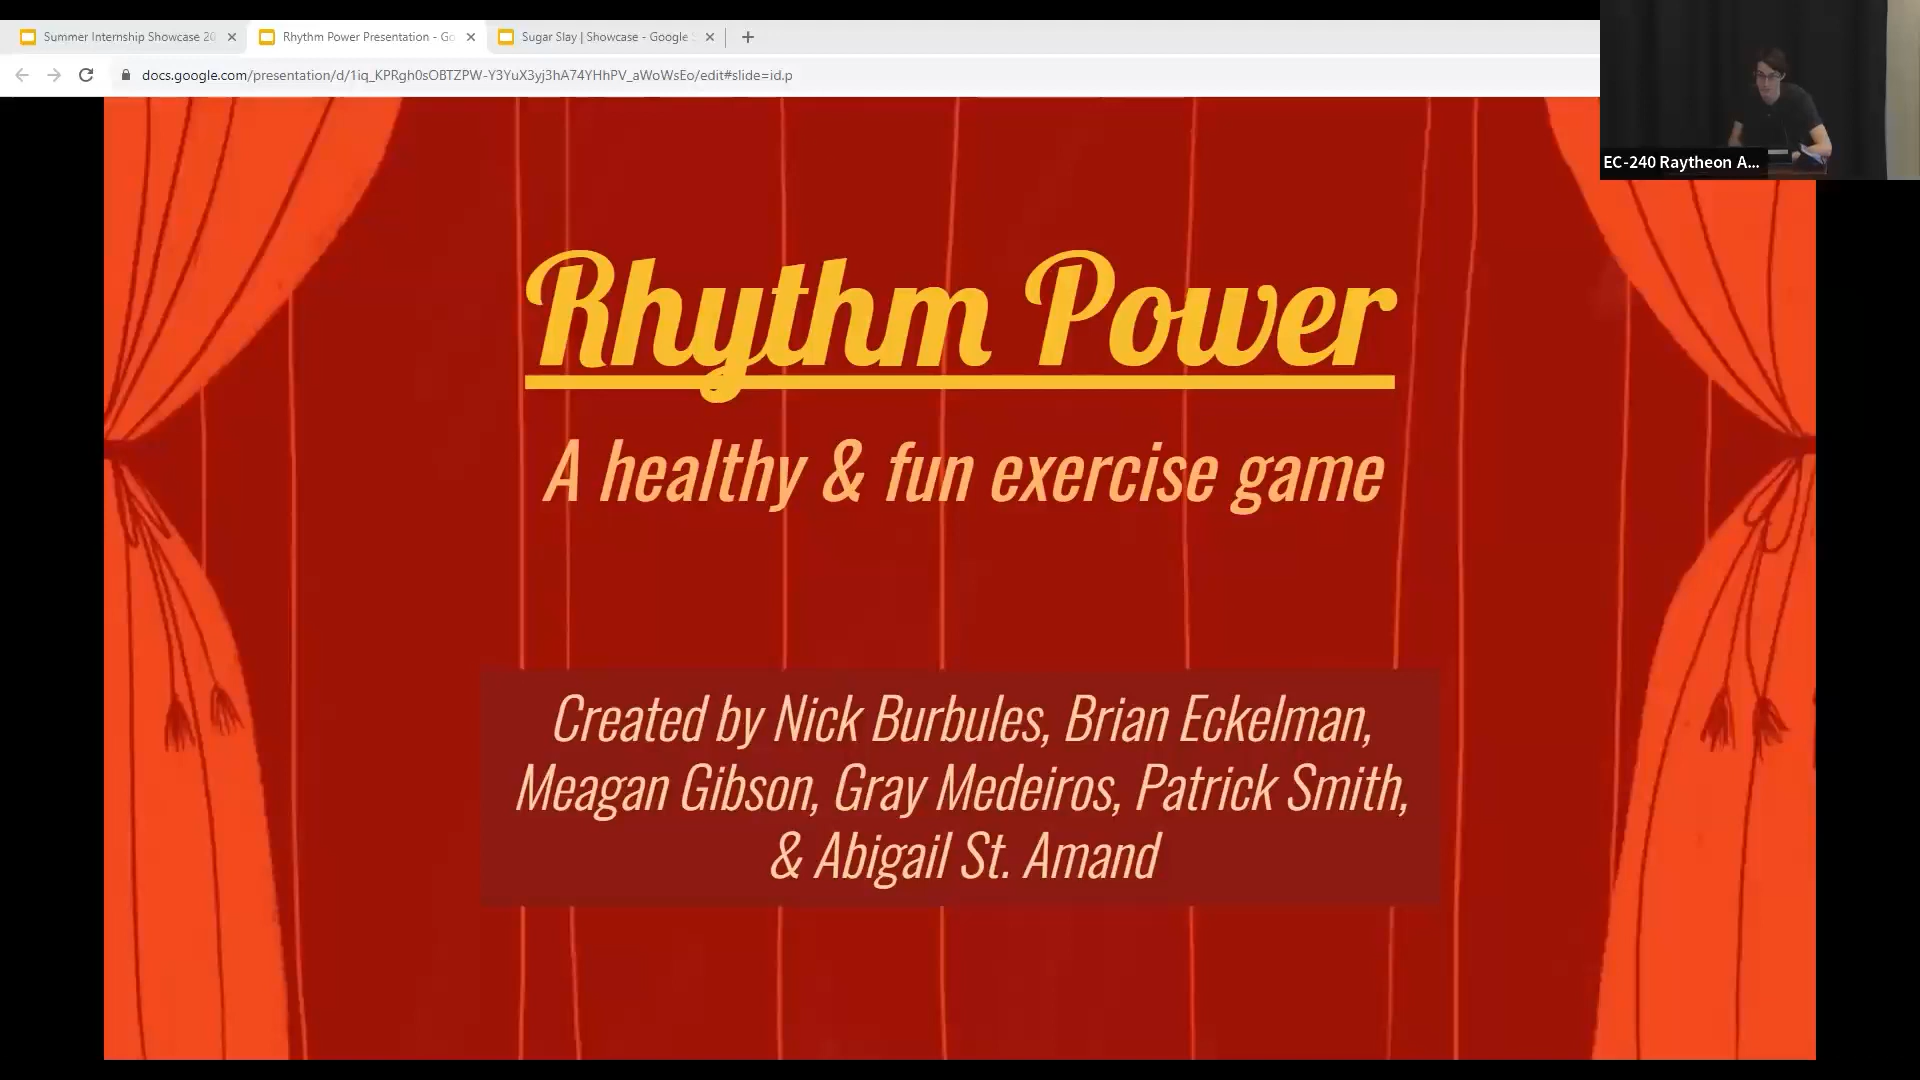 Summer Internship Showcase 20
Rhythm Power Presentation - Go
Sugar Slay | Showcase - Google S
docs.google.com/presentation/d/1iq_KPRgh0sOBTZPW-Y3YuX3yj3hA74YHhPV_aWoWsEo/edit#slide=id.p
EC-240 Raytheon A...
Rhythm Power
A healthy & fun exercise game
Created by Nick Burbules, Brian Eckelman,
Meagan Gibson, Gray Medeiros, Patrick Smith,
& Abigail St. Amand